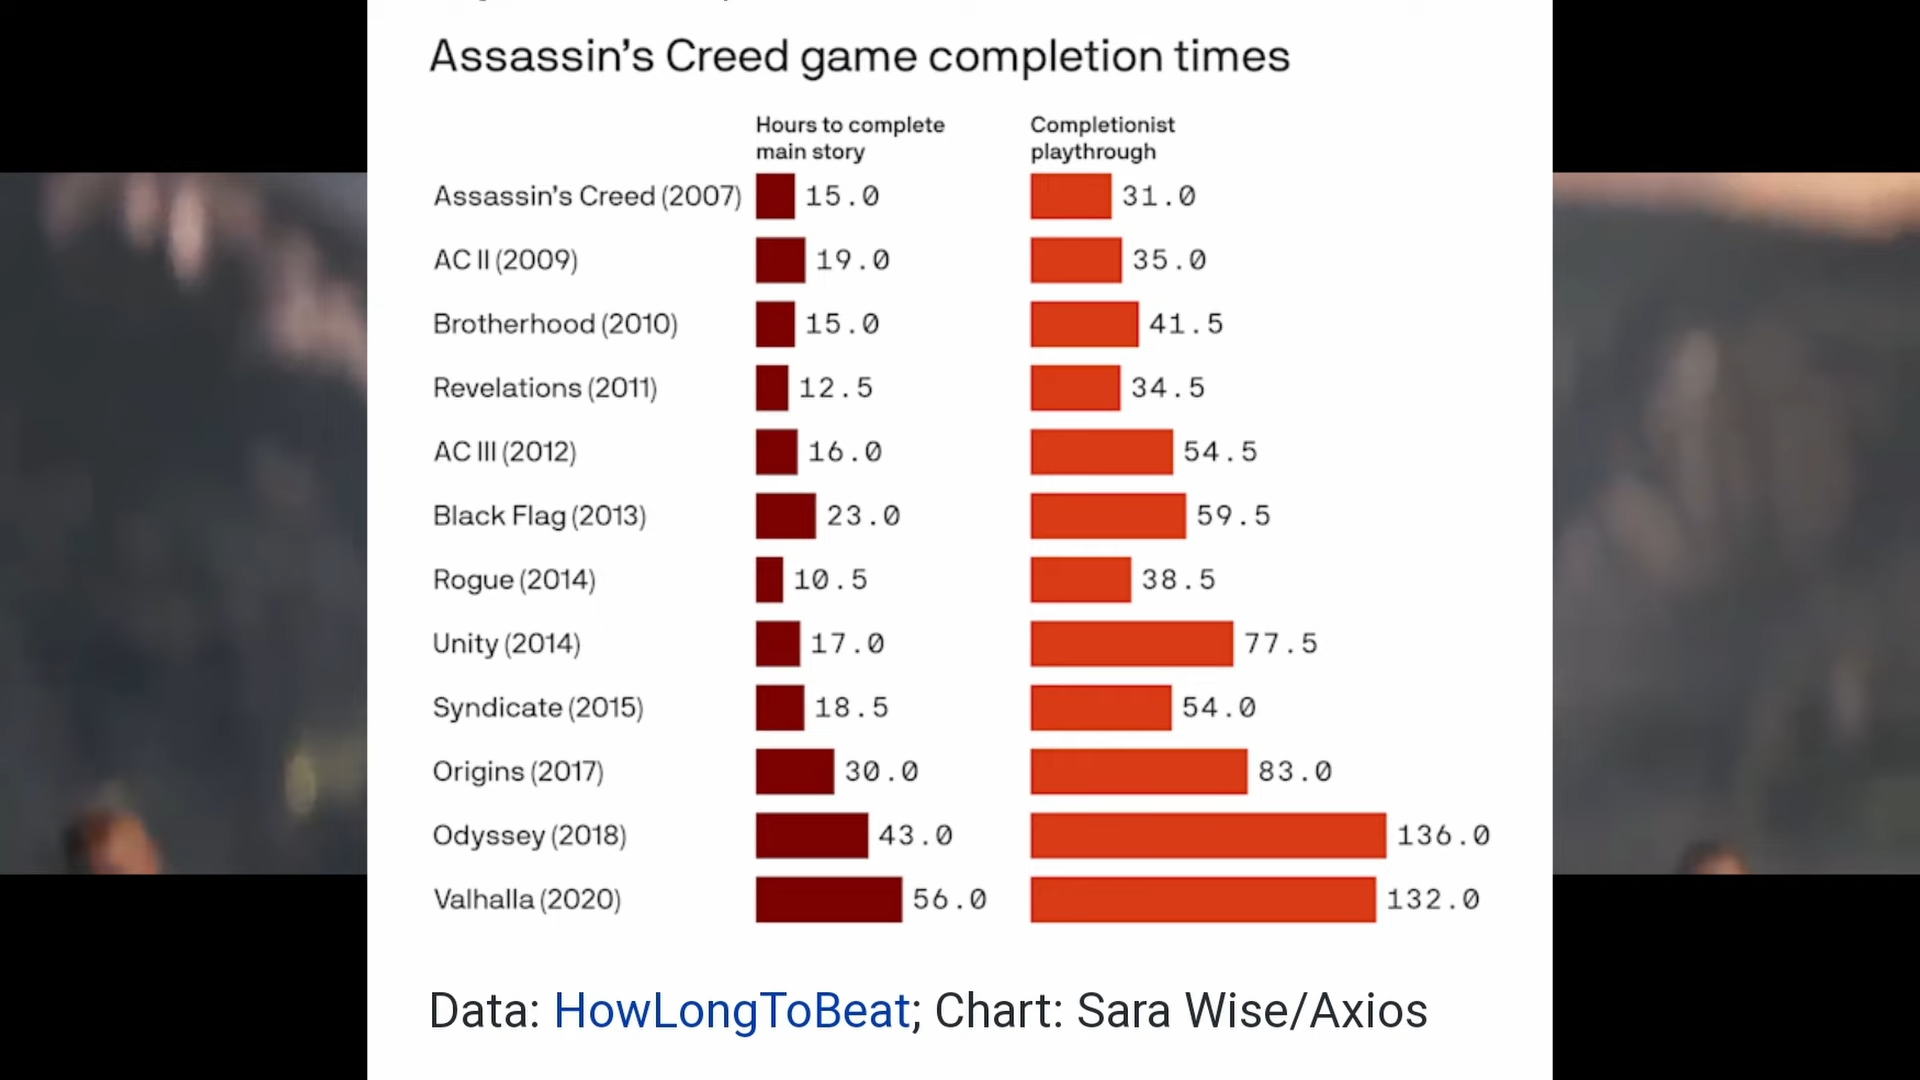 Assassin's Creed game completion times
Hours to complete
main story
Completionist
playthrough
Assassin's Creed (2007) 15.0 31.0
AC II (2009) 19.0 35.0
Brotherhood (2010) 15.0 41.5
Revelations (2011) 12.5 34.5
AC III (2012) 16.0 54.5
Black Flag (2013) 23.0 59.5
Rogue (2014) 10.5 38.5
Unity (2014) 17.0 77.5
Syndicate (2015) 18.5 54.0
Origins (2017) 30.0 83.0
Odyssey (2018) 43.0 136.0
Valhalla (2020) 56.0 132.0
Data: HowLongToBeat; Chart: Sara Wise/Axios